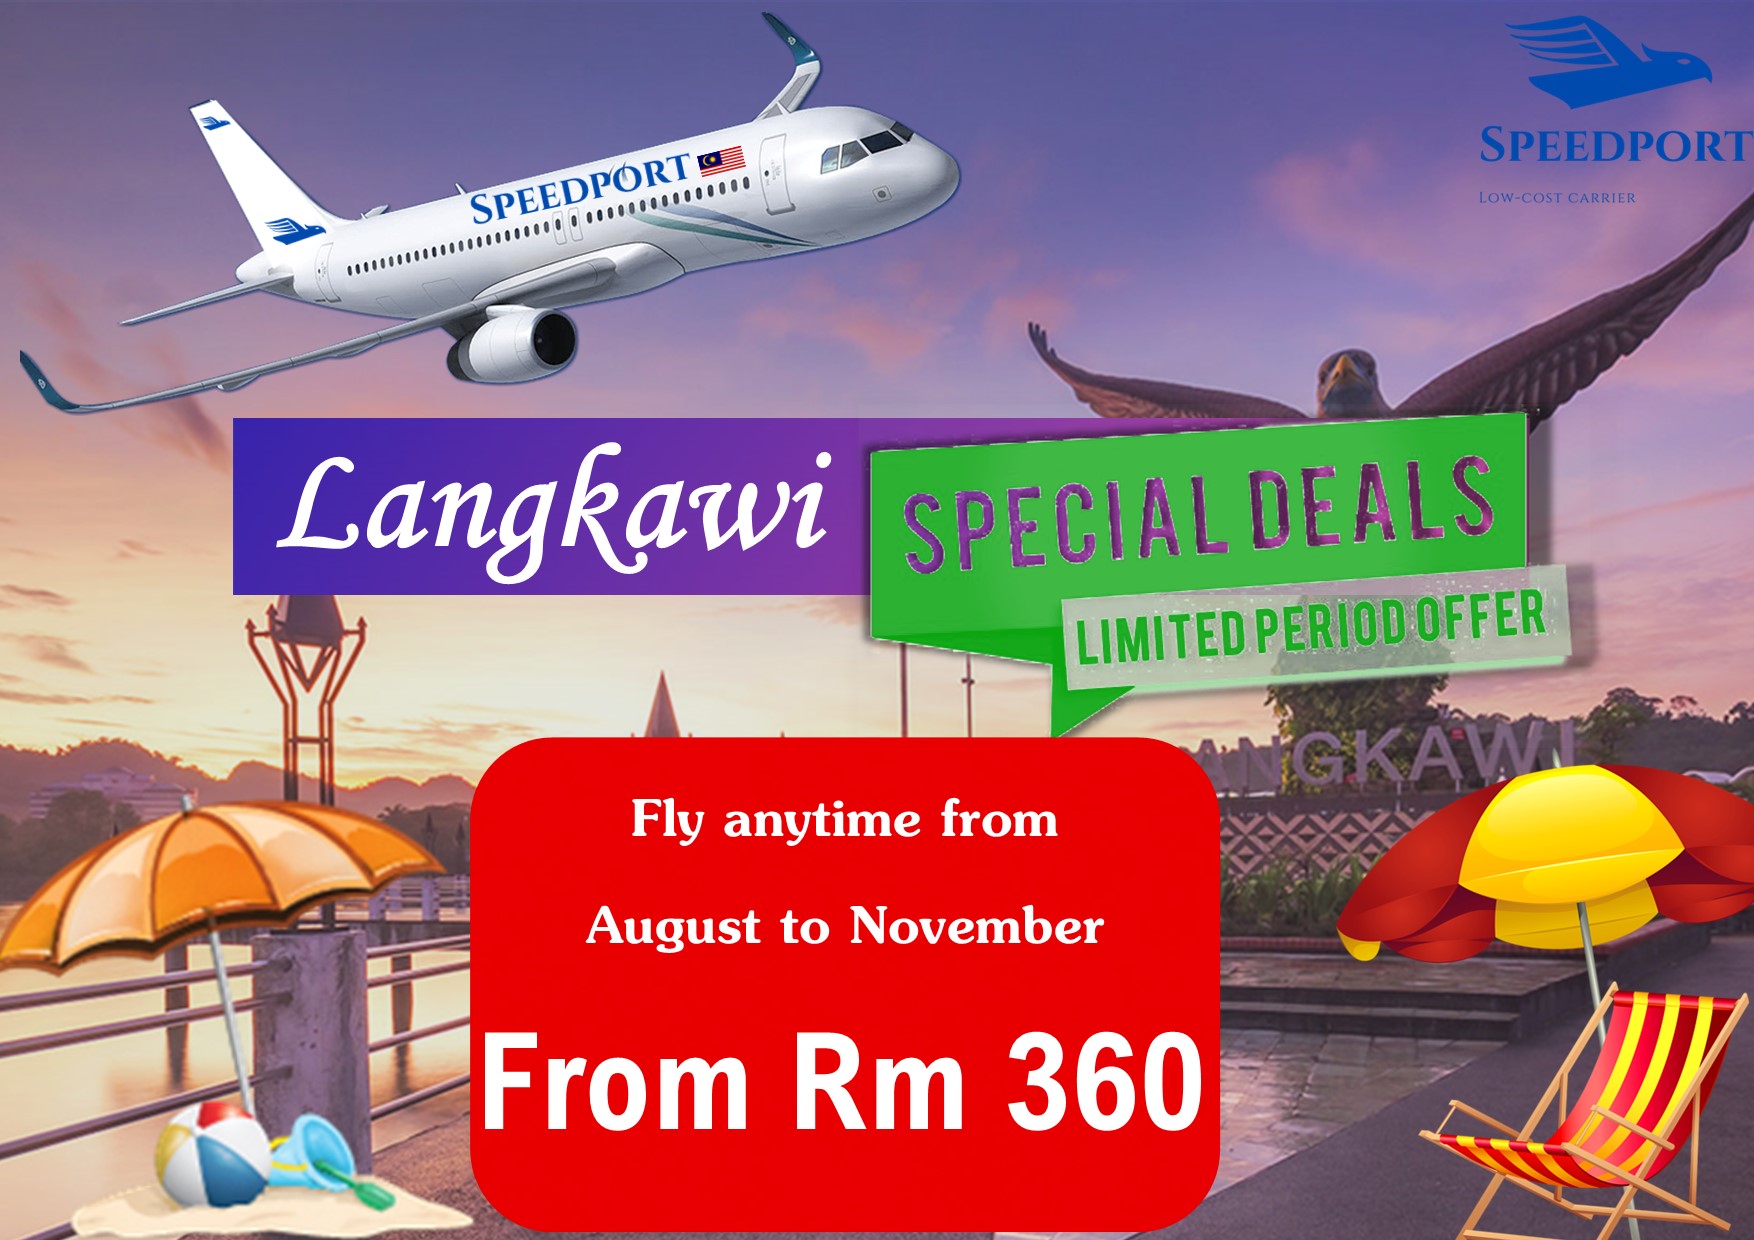 SPEEDPORT
SPEEDPORT
LOW-COST CARRIER
Langkawi
SPECIAL DEALS
LIMITED PERIOD OFFER
ANGKAWI
Fly anytime from
August to November
From Rm 360